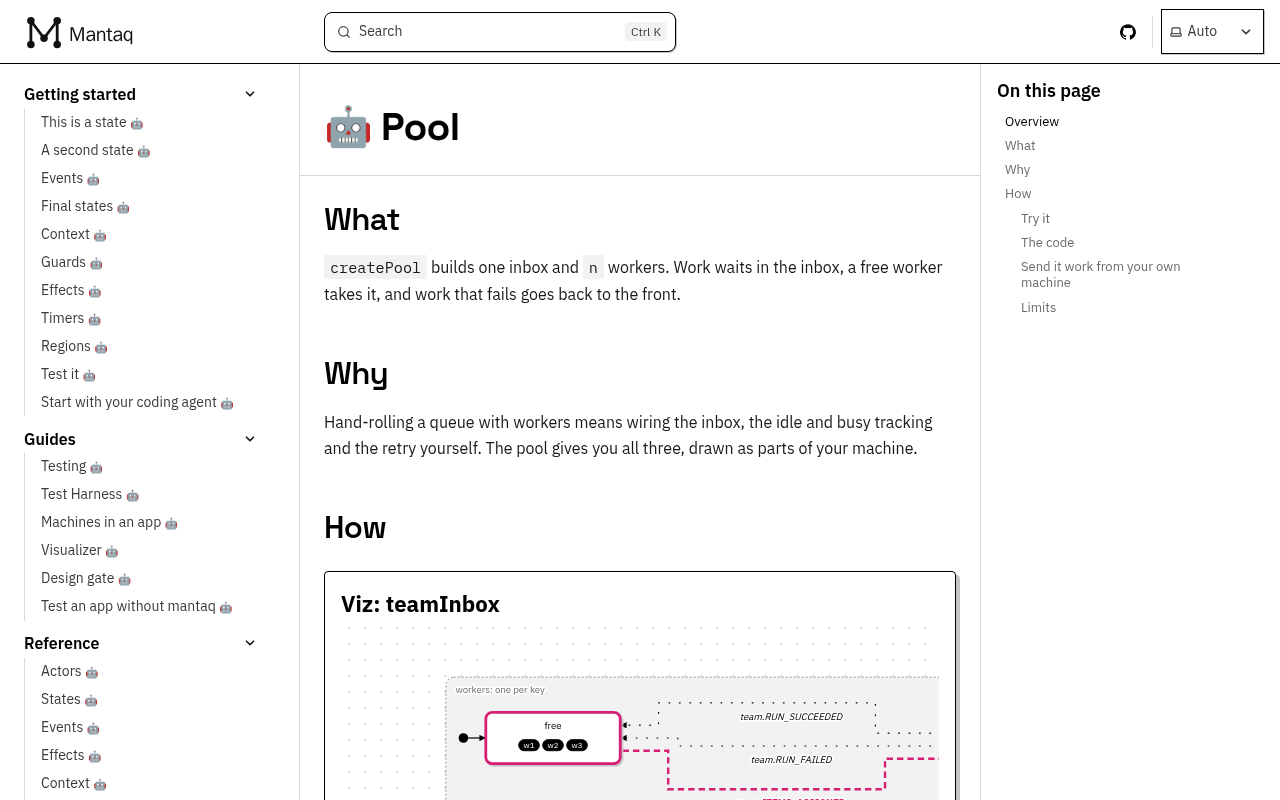 Mantaq
Search
Ctrl K
Auto
Getting started
This is a state 🤖
A second state 🤖
Events 🤖
Final states 🤖
Context 🤖
Guards 🤖
Effects 🤖
Timers 🤖
Regions 🤖
Test it 🤖
Start with your coding agent 🤖
Guides
Testing 🤖
Test Harness 🤖
Machines in an app 🤖
Visualizer 🤖
Design gate 🤖
Test an app without mantaq 🤖
Reference
Actors 🤖
States 🤖
Events 🤖
Effects 🤖
Context 🤖
🤖 Pool
What
createPool builds one inbox and n workers. Work waits in the inbox, a free worker
takes it, and work that fails goes back to the front.
Why
Hand-rolling a queue with workers means wiring the inbox, the idle and busy tracking
and the retry yourself. The pool gives you all three, drawn as parts of your machine.
How
Viz: teamInbox
workers: one per key
free
w1 w2 w3
team.RUN_SUCCEEDED
team.RUN_FAILED
On this page
Overview
What
Why
How
Try it
The code
Send it work from your own
machine
Limits